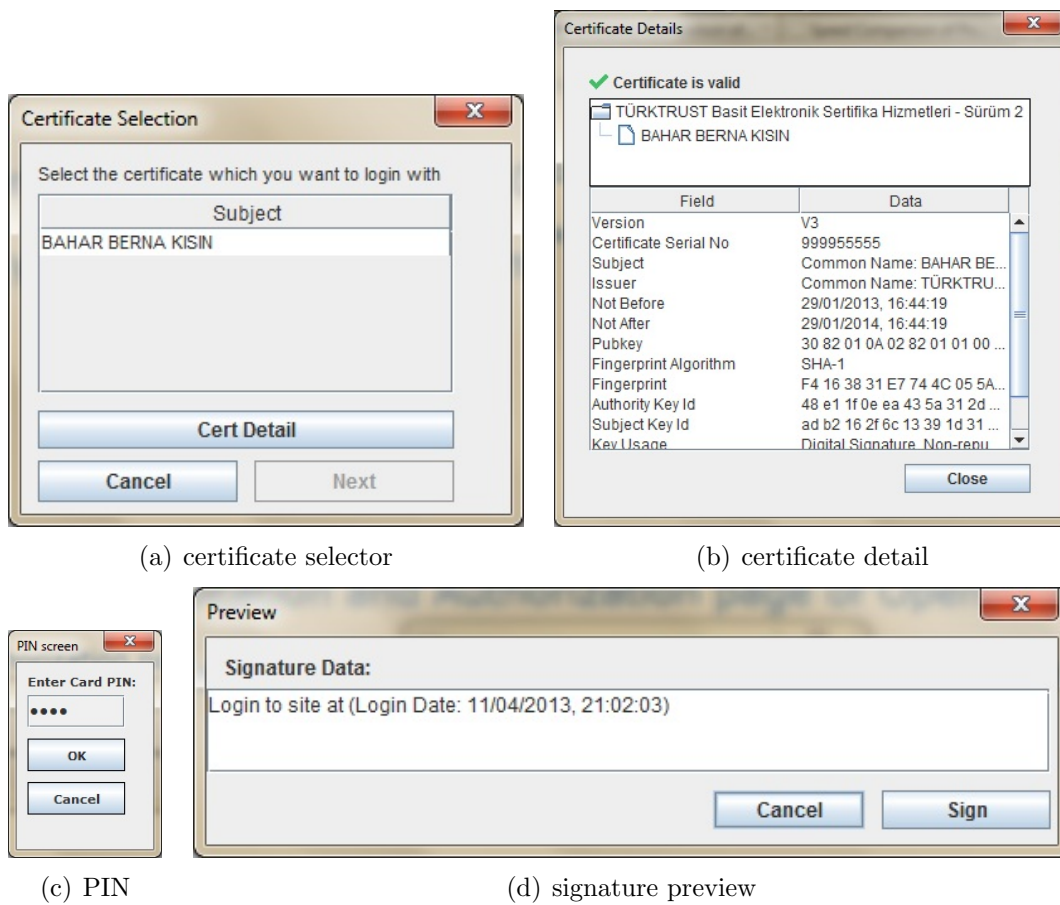 Certificate Selection
Select the certificate which you want to login with
Subject
BAHAR BERNA KISIN
Cert Detail
Cancel
Next
(a) certificate selector
Certificate Details
Certificate is valid
TÜRKTRUST Basit Elektronik Sertifika Hizmetleri - Sürüm 2
BAHAR BERNA KISIN
Field Data
Version V3
Certificate Serial No 999955555
Subject Common Name: BAHAR BE...
Issuer Common Name: TÜRKTRU...
Not Before 29/01/2013, 16:44:19
Not After 29/01/2014, 16:44:19
Pubkey 30 82 01 0A 02 82 01 01 00 ...
Fingerprint Algorithm SHA-1
Fingerprint F4 16 38 31 E7 74 4C 05 5A...
Authority Key Id 48 e1 1f 0e ea 43 5a 31 2d ...
Subject Key Id ad b2 16 2f 6c 13 39 1d 31 ...
Key Usage Digital Signature, Non-repu...
Close
(b) certificate detail
PIN screen
Enter Card PIN:
OK
Cancel
(c) PIN
Preview
Signature Data:
Login to site at (Login Date: 11/04/2013, 21:02:03)
Cancel
Sign
(d) signature preview